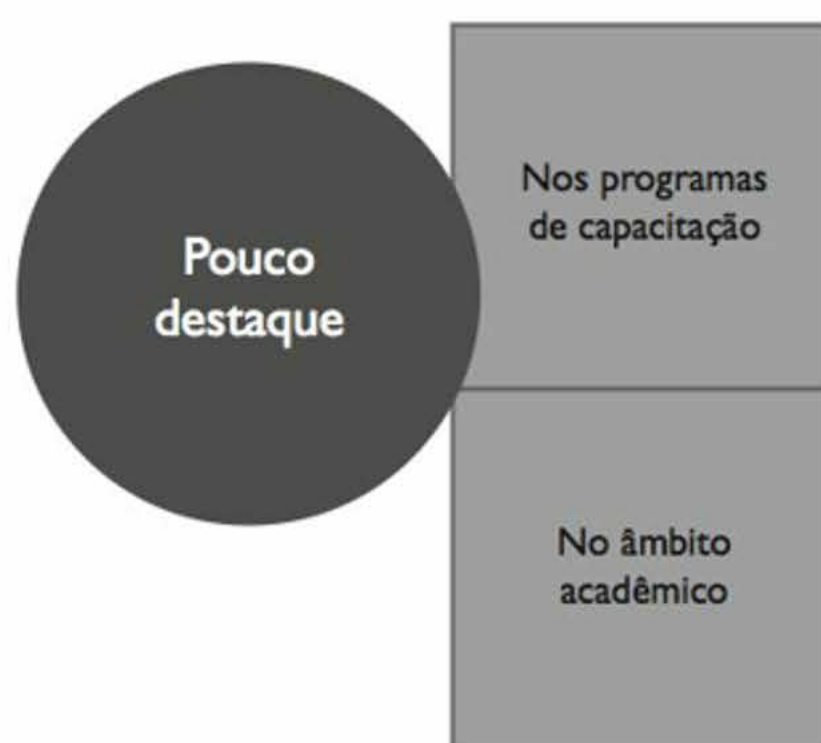 Pouco
destaque
Nos programas
de capacitação
No âmbito
acadêmico